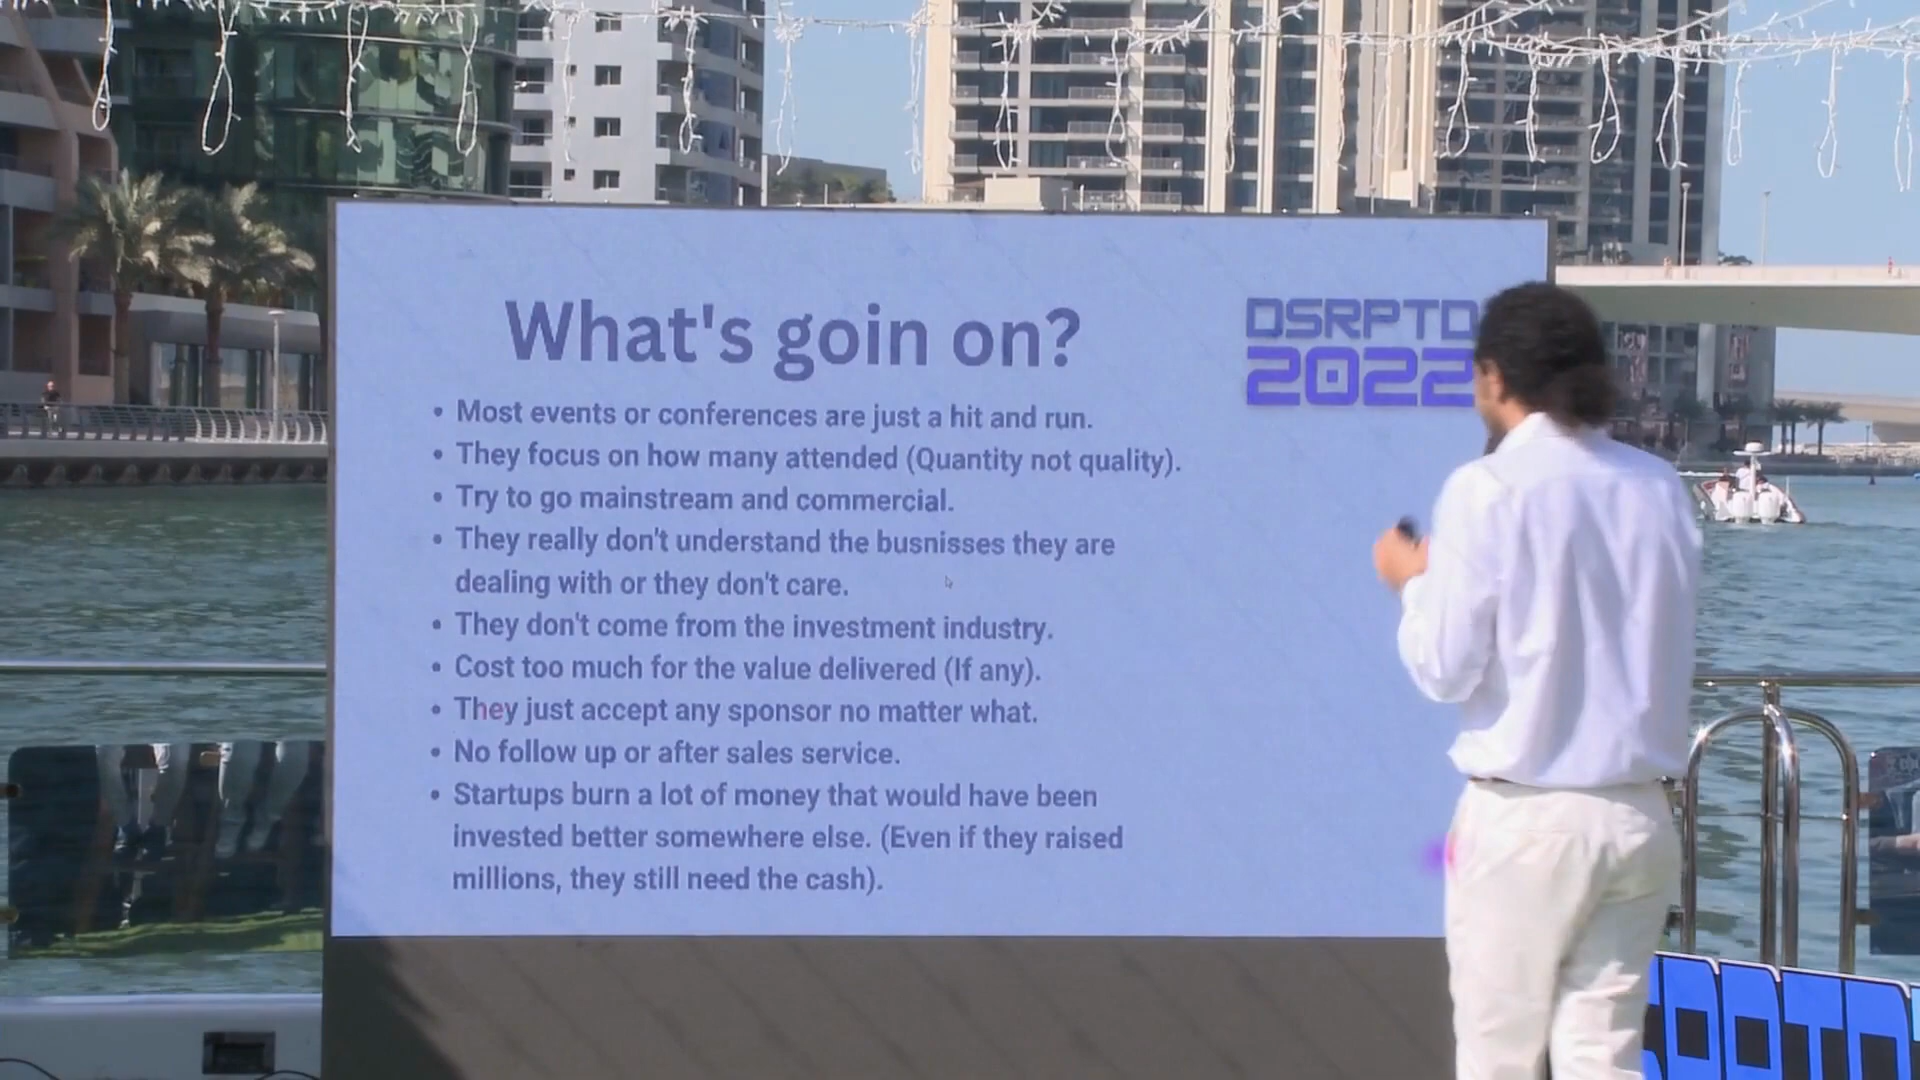 What's goin on?
DSRPTD
2022
• Most events or conferences are just a hit and run.
• They focus on how many attended (Quantity not quality).
• Try to go mainstream and commercial.
• They really don't understand the busnisses they are
dealing with or they don't care.
• They don't come from the investment industry.
• Cost too much for the value delivered (If any).
• They just accept any sponsor no matter what.
• No follow up or after sales service.
• Startups burn a lot of money that would have been
invested better somewhere else. (Even if they raised
millions, they still need the cash).
SRPTD